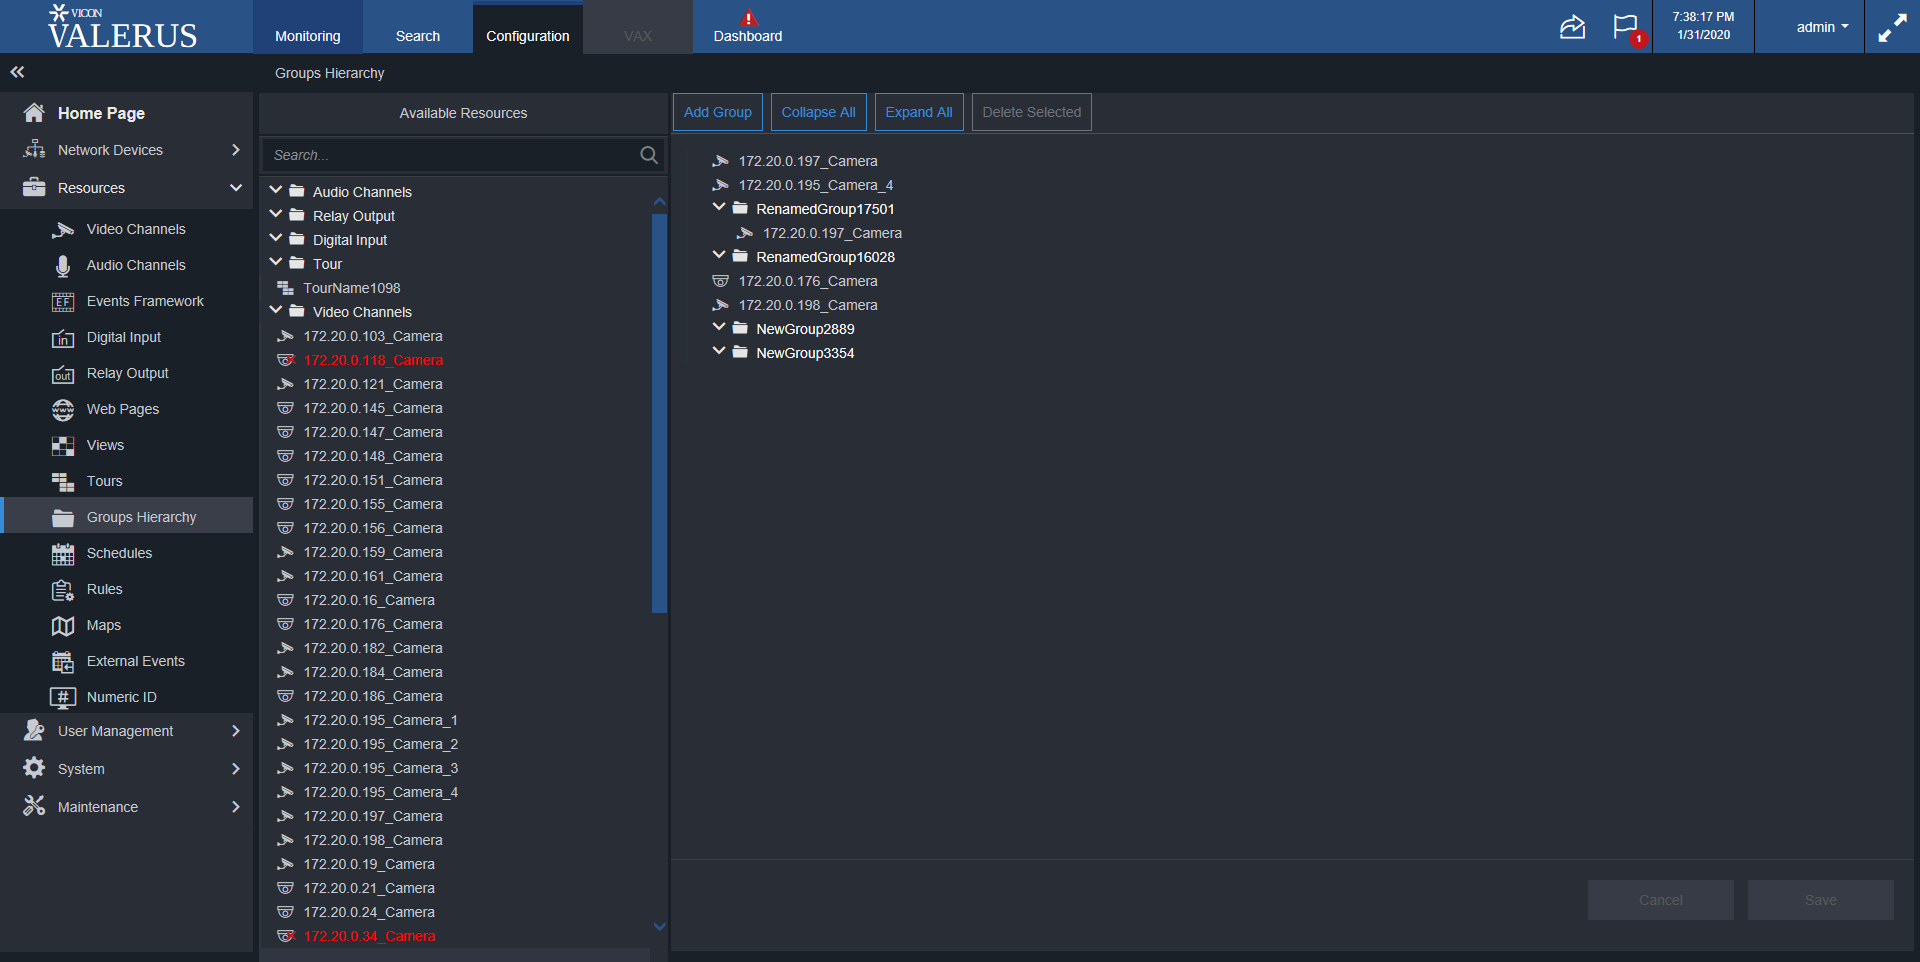 VICON
VALERUS
Monitoring
Search
Configuration
VAX
Dashboard
1
7:38:17 PM
1/31/2020
admin
Groups Hierarchy
Home Page
Network Devices
Resources
Video Channels
Audio Channels
EF
Events Framework
in
Digital Input
out
Relay Output
www
Web Pages
Views
Tours
Groups Hierarchy
Schedules
Rules
Maps
External Events
#
Numeric ID
User Management
System
Maintenance
Available Resources
Search...
Audio Channels
Relay Output
Digital Input
Tour
TourName1098
Video Channels
172.20.0.103_Camera
172.20.0.118_Camera
172.20.0.121_Camera
172.20.0.145_Camera
172.20.0.147_Camera
172.20.0.148_Camera
172.20.0.151_Camera
172.20.0.155_Camera
172.20.0.156_Camera
172.20.0.159_Camera
172.20.0.161_Camera
172.20.0.16_Camera
172.20.0.176_Camera
172.20.0.182_Camera
172.20.0.184_Camera
172.20.0.186_Camera
172.20.0.195_Camera_1
172.20.0.195_Camera_2
172.20.0.195_Camera_3
172.20.0.195_Camera_4
172.20.0.197_Camera
172.20.0.198_Camera
172.20.0.19_Camera
172.20.0.21_Camera
172.20.0.24_Camera
172.20.0.34_Camera
Add Group
Collapse All
Expand All
Delete Selected
172.20.0.197_Camera
172.20.0.195_Camera_4
RenamedGroup17501
172.20.0.197_Camera
RenamedGroup16028
172.20.0.176_Camera
172.20.0.198_Camera
NewGroup2889
NewGroup3354
Cancel
Save